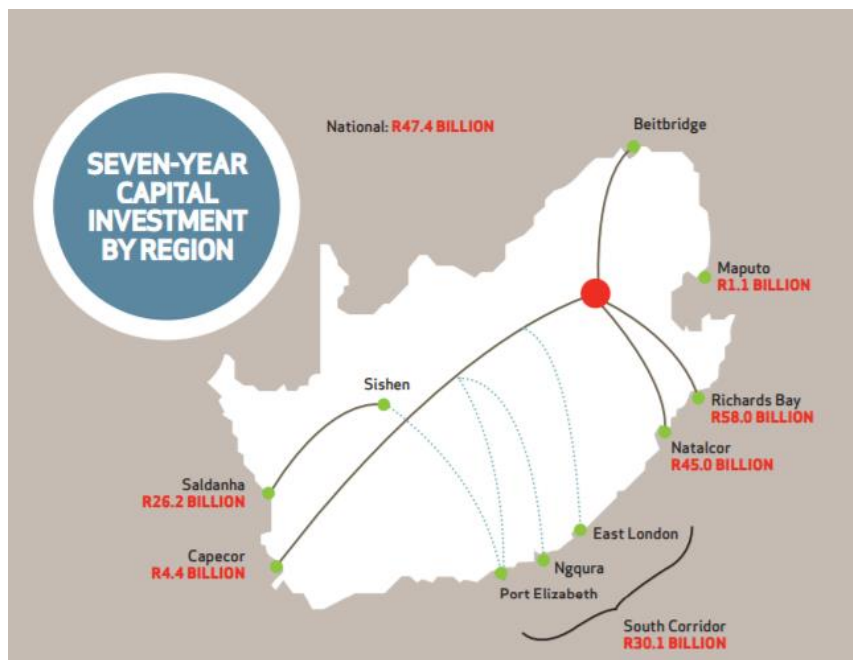 SEVEN-YEAR
CAPITAL
INVESTMENT
BY REGION
National: R47.4 BILLION
Beitbridge
Maputo
R1.1 BILLION
Sishen
Richards Bay
R58.0 BILLION
Natalcor
R45.0 BILLION
Saldanha
R26.2 BILLION
East London
Capecor
R4.4 BILLION
Ngqura
Port Elizabeth
South Corridor
R30.1 BILLION